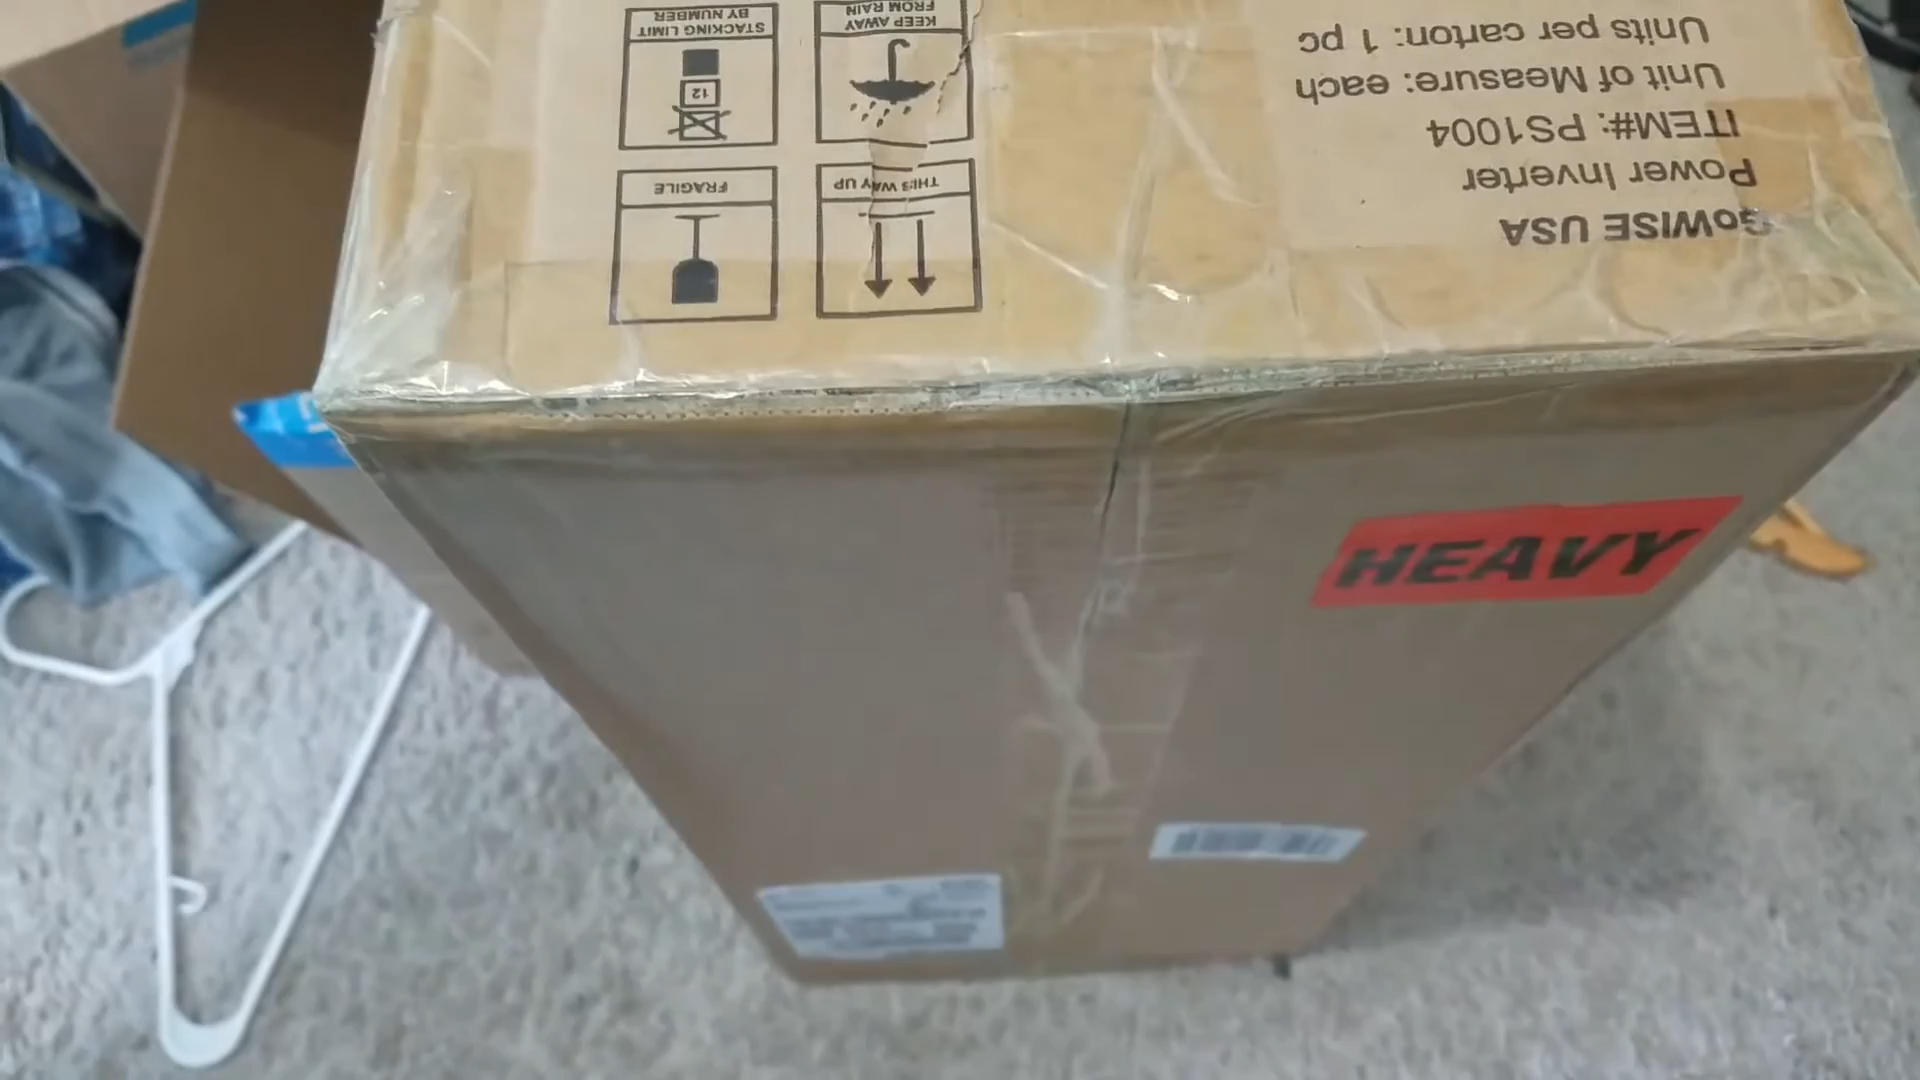 GoWISE USA
Power Inverter
ITEM#: PS1004
Unit of Measure: each
Units per carton: 1 pc
THIS WAY UP
FRAGILE
KEEP AWAY
FROM RAIN
STACKING LIMIT
BY NUMBER
12
HEAVY